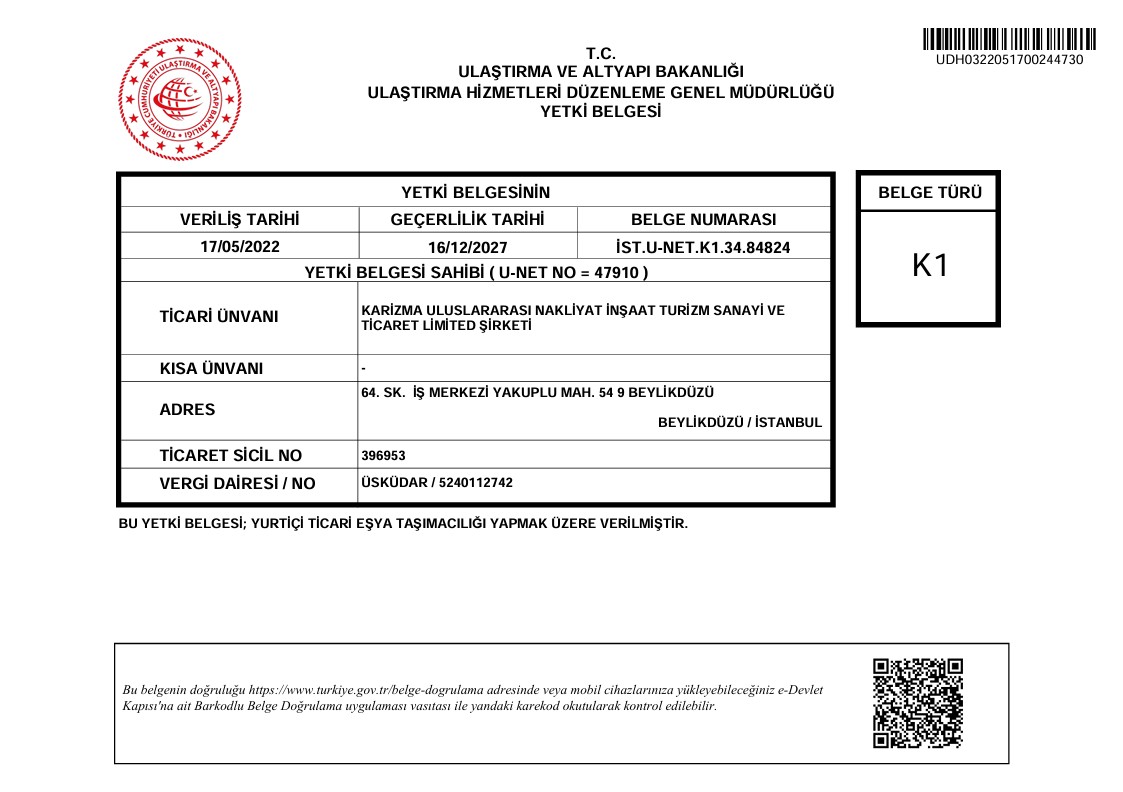 TÜRKİYE CUMHURİYETİ ULAŞTIRMA VE ALTYAPI BAKANLIĞI
T.C.
ULAŞTIRMA VE ALTYAPI BAKANLIĞI
ULAŞTIRMA HİZMETLERİ DÜZENLEME GENEL MÜDÜRLÜĞÜ
YETKİ BELGESİ
UDH0322051700244730
YETKİ BELGESİNİN
VERİLİŞ TARİHİ GEÇERLİLİK TARİHİ BELGE NUMARASI
17/05/2022 16/12/2027 İST.U-NET.K1.34.84824
YETKİ BELGESİ SAHİBİ ( U-NET NO = 47910 )
TİCARİ ÜNVANI KARİZMA ULUSLARARASI NAKLİYAT İNŞAAT TURİZM SANAYİ VE
TİCARET LİMİTED ŞİRKETİ
KISA ÜNVANI -
ADRES 64. SK. İŞ MERKEZİ YAKUPLU MAH. 54 9 BEYLİKDÜZÜ
BEYLİKDÜZÜ / İSTANBUL
TİCARET SİCİL NO 396953
VERGİ DAİRESİ / NO ÜSKÜDAR / 5240112742
BELGE TÜRÜ
K1
BU YETKİ BELGESİ; YURTİÇİ TİCARİ EŞYA TAŞIMACILIĞI YAPMAK ÜZERE VERİLMİŞTİR.
Bu belgenin doğruluğu https://www.turkiye.gov.tr/belge-dogrulama adresinde veya mobil cihazlarınıza yükleyebileceğiniz e-Devlet
Kapısı'na ait Barkodlu Belge Doğrulama uygulaması vasıtası ile yandaki karekod okutularak kontrol edilebilir.